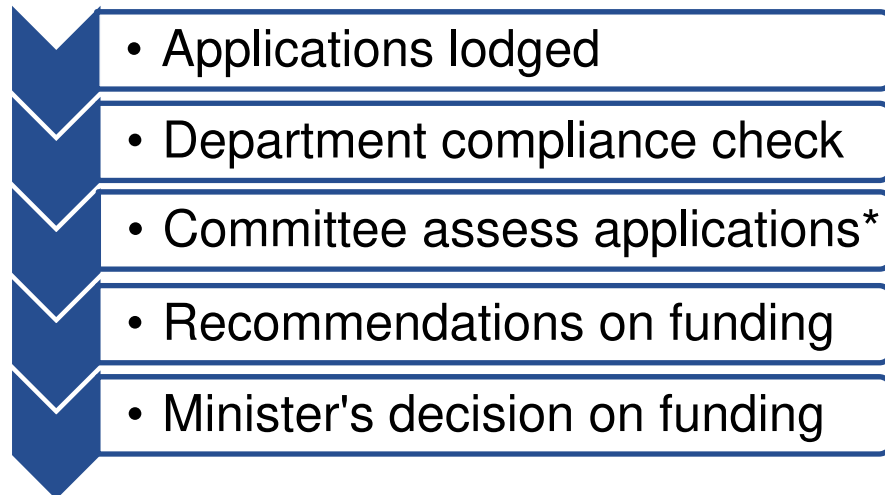 • Applications lodged
• Department compliance check
• Committee assess applications*
• Recommendations on funding
• Minister's decision on funding